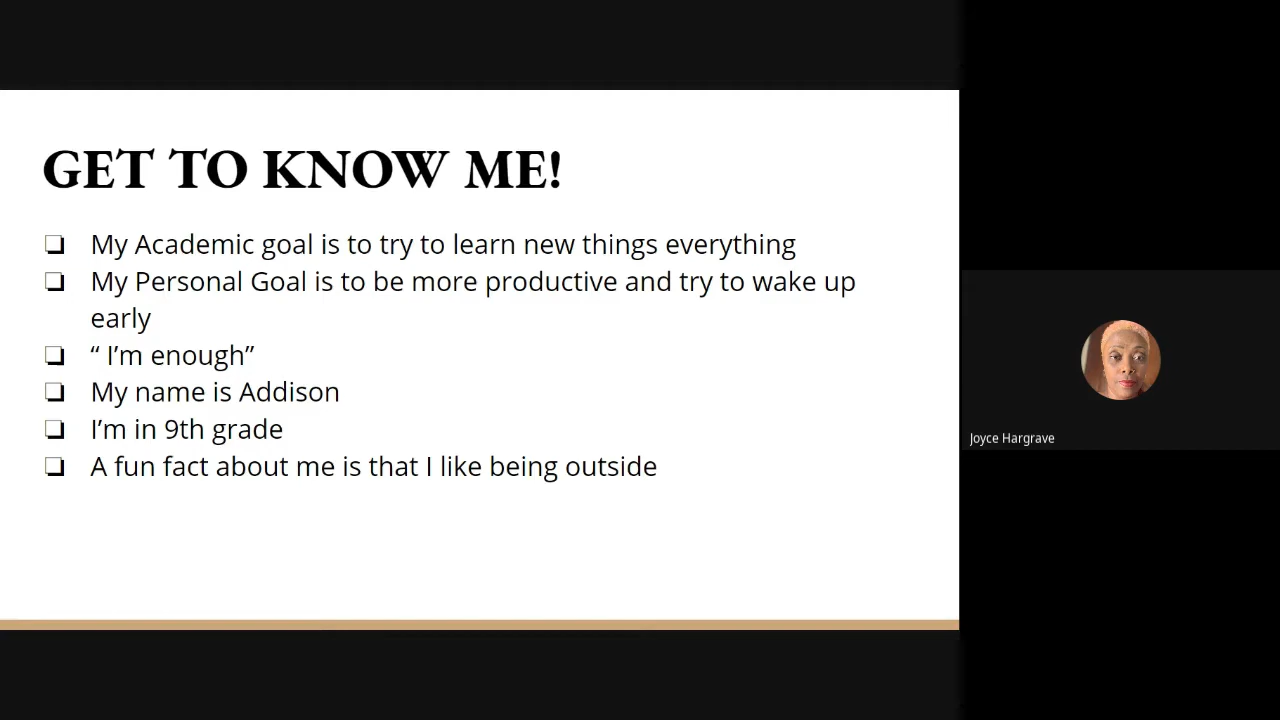 GET TO KNOW ME!
❏ My Academic goal is to try to learn new things everything
❏ My Personal Goal is to be more productive and try to wake up
early
❏ “ I’m enough”
❏ My name is Addison
❏ I’m in 9th grade
❏ A fun fact about me is that I like being outside
Joyce Hargrave